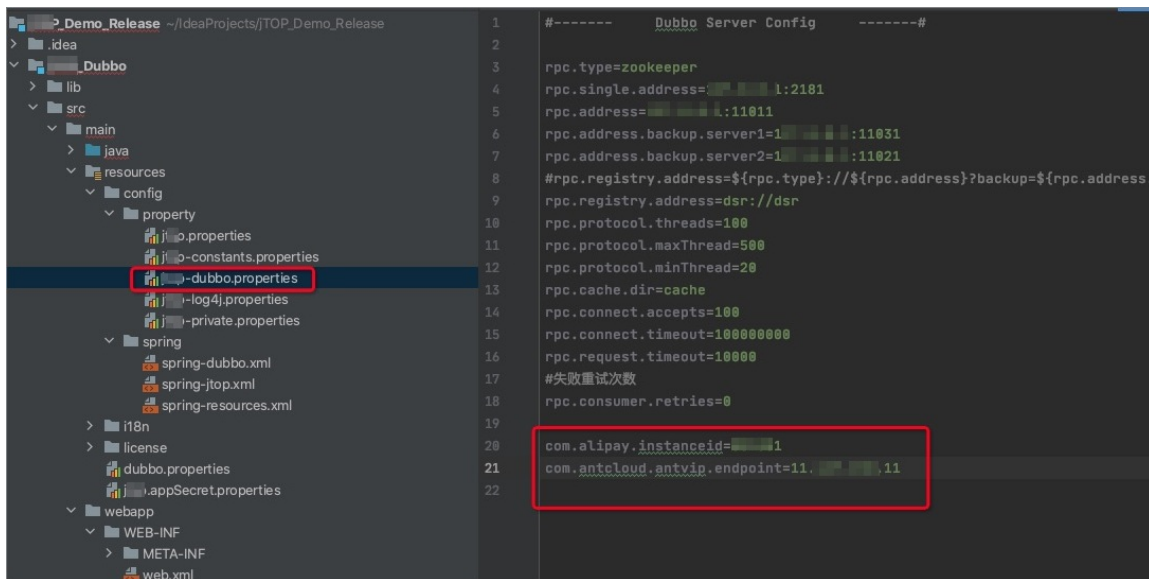 P_Demo_Release ~/IdeaProjects/jTOP_Demo_Release
.idea
_Dubbo
lib
src
main
java
resources
config
property
j p.properties
j p-constants.properties
-dubbo.properties
j -log4j.properties
j -private.properties
spring
spring-dubbo.xml
spring-jtop.xml
spring-resources.xml
i18n
license
dubbo.properties
j .appSecret.properties
webapp
WEB-INF
META-INF
web.xml
1 #------- Dubbo Server Config -------#
2
3 rpc.type=zookeeper
4 rpc.single.address= 1:2181
5 rpc.address= :11011
6 rpc.address.backup.server1=1 :11031
7 rpc.address.backup.server2=1 :11021
8 #rpc.registry.address=${rpc.type}://${rpc.address}?backup=${rpc.address
9 rpc.registry.address=dsr://dsr
10 rpc.protocol.threads=100
11 rpc.protocol.maxThread=500
12 rpc.protocol.minThread=20
13 rpc.cache.dir=cache
14 rpc.connect.accepts=100
15 rpc.connect.timeout=100000000
16 rpc.request.timeout=10000
17 #失败重试次数
18 rpc.consumer.retries=0
19
20 com.alipay.instanceid= 1
21 com.antcloud.antvip.endpoint=11. .11
22